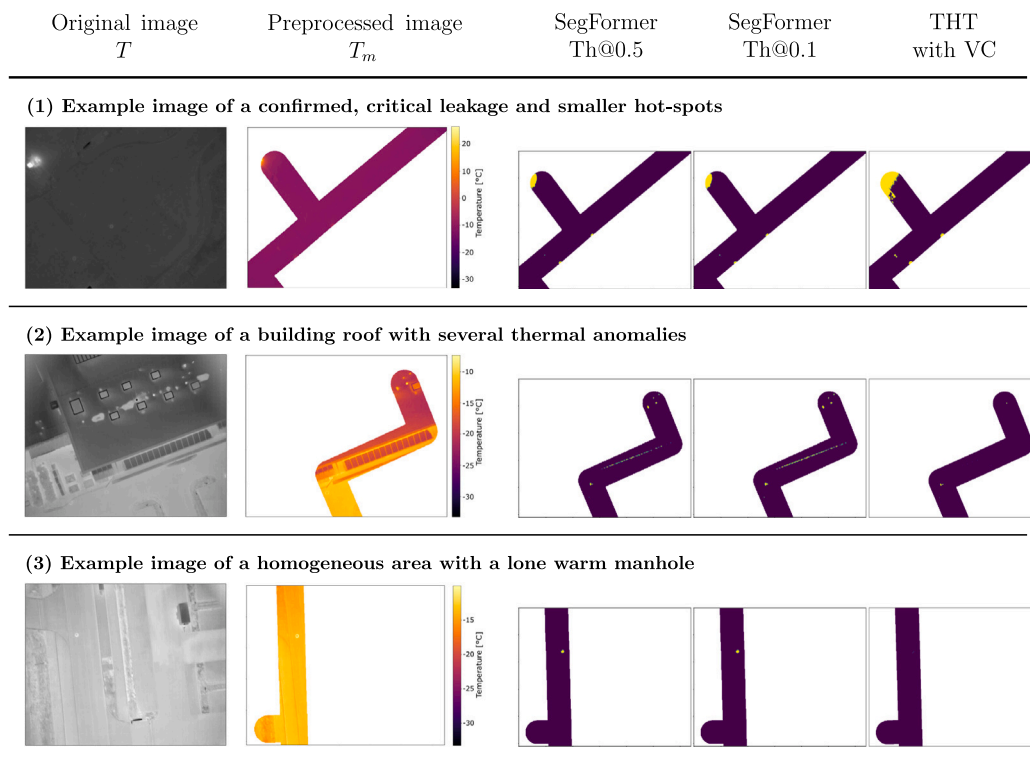 Original image Preprocessed image SegFormer SegFormer THT
T T_m Th@0.5 Th@0.1 with VC
(1) Example image of a confirmed, critical leakage and smaller hot-spots
20
10
0
-10
-20
-30
Temperature [°C]
(2) Example image of a building roof with several thermal anomalies
-10
-15
-20
-25
-30
Temperature [°C]
(3) Example image of a homogeneous area with a lone warm manhole
-15
-20
-25
-30
Temperature [°C]